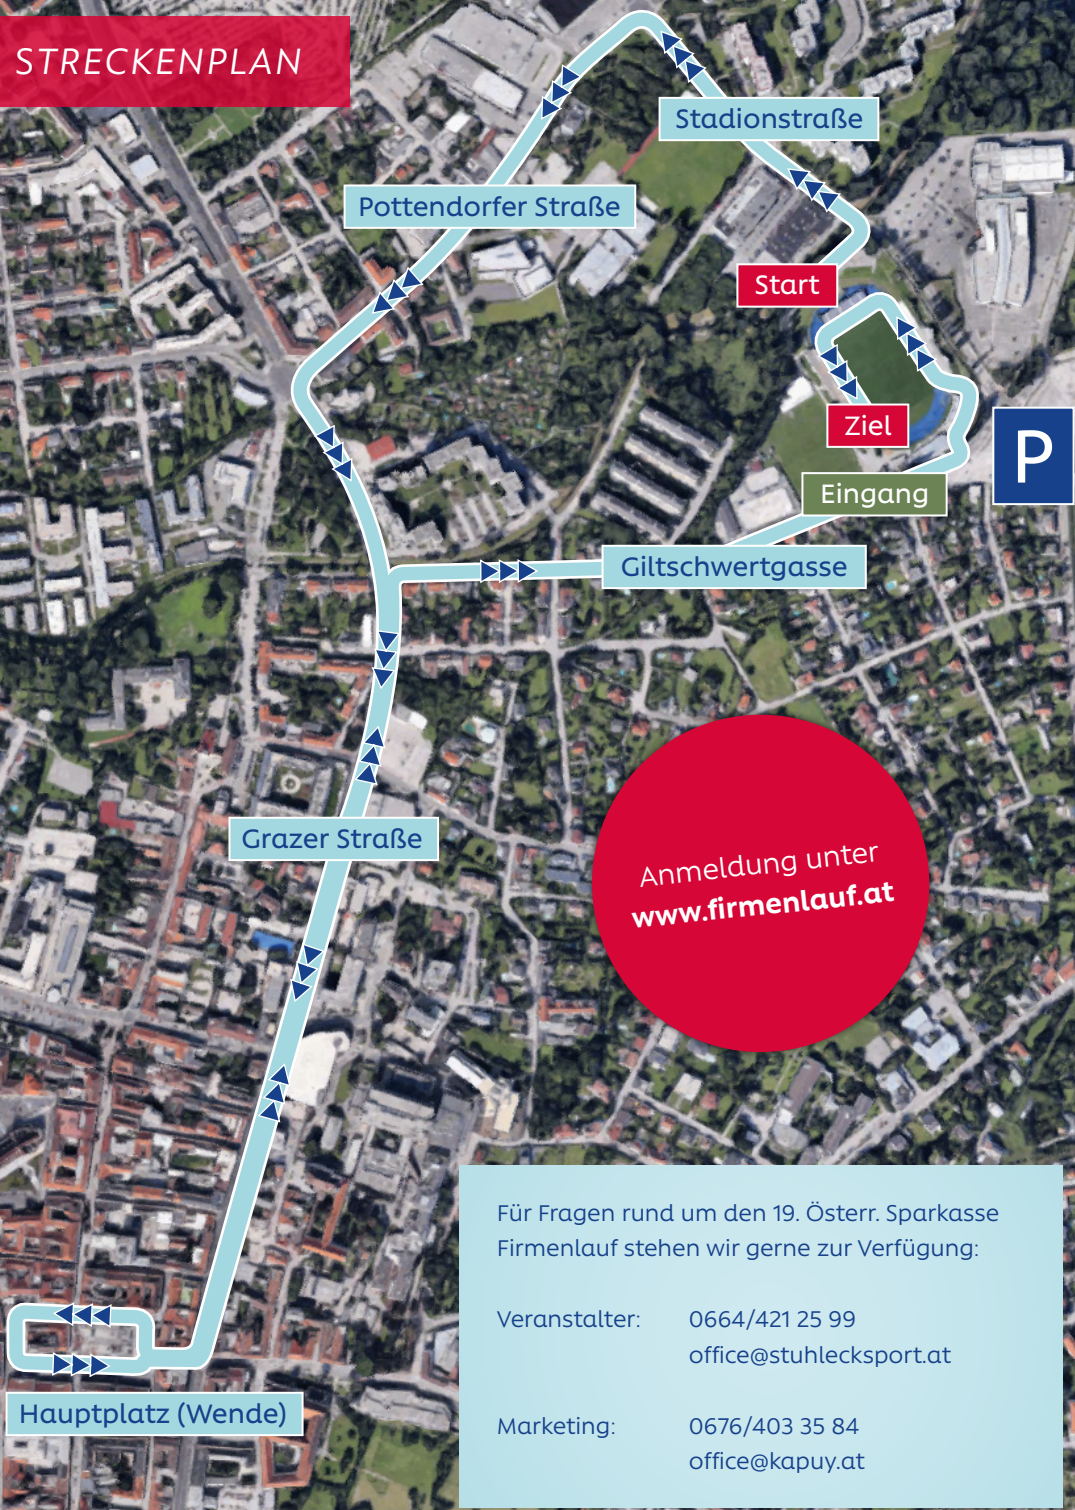 STRECKENPLAN
Stadionstraße
Pottendorfer Straße
Start
Ziel
P
Eingang
Giltschwertgasse
Grazer Straße
Anmeldung unter
www.firmenlauf.at
Für Fragen rund um den 19. Österr. Sparkasse
Firmenlauf stehen wir gerne zur Verfügung:
Veranstalter: 0664/421 25 99
office@stuhlecksport.at
Marketing: 0676/403 35 84
office@kapuy.at
Hauptplatz (Wende)